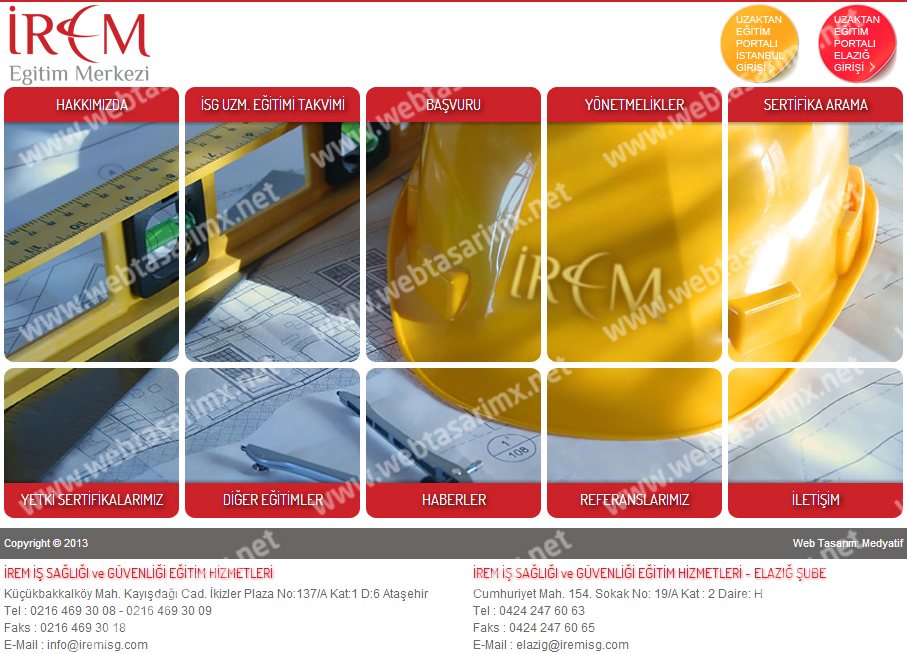 İREM
Egitim Merkezi
UZAKTAN
EĞİTİM
PORTALI
İSTANBUL
GİRİŞİ
UZAKTAN
EĞİTİM
PORTALI
ELAZIĞ
GİRİŞİ
HAKKIMIZDA
İSG UZM. EĞİTİMİ TAKVİMİ
BAŞVURU
YÖNETMELİKLER
SERTİFİKA ARAMA
www.webtasarimx.net
İREM
1
108
YETKİ SERTİFİKALARIMIZ
DİĞER EĞİTİMLER
HABERLER
REFERANSLARIMIZ
İLETİŞİM
Copyright © 2013
Web Tasarım: Medyatif
İREM İŞ SAĞLIĞI ve GÜVENLİĞİ EĞİTİM HİZMETLERİ
Küçükbakkalköy Mah. Kayışdağı Cad. İkizler Plaza No:137/A Kat:1 D:6 Ataşehir
Tel : 0216 469 30 08 - 0216 469 30 09
Faks : 0216 469 30 18
E-Mail : info@iremisg.com
İREM İŞ SAĞLIĞI ve GÜVENLİĞİ EĞİTİM HİZMETLERİ - ELAZIĞ ŞUBE
Cumhuriyet Mah. 154. Sokak No: 19/A Kat : 2 Daire: H
Tel : 0424 247 60 63
Faks : 0424 247 60 65
E-Mail : elazig@iremisg.com